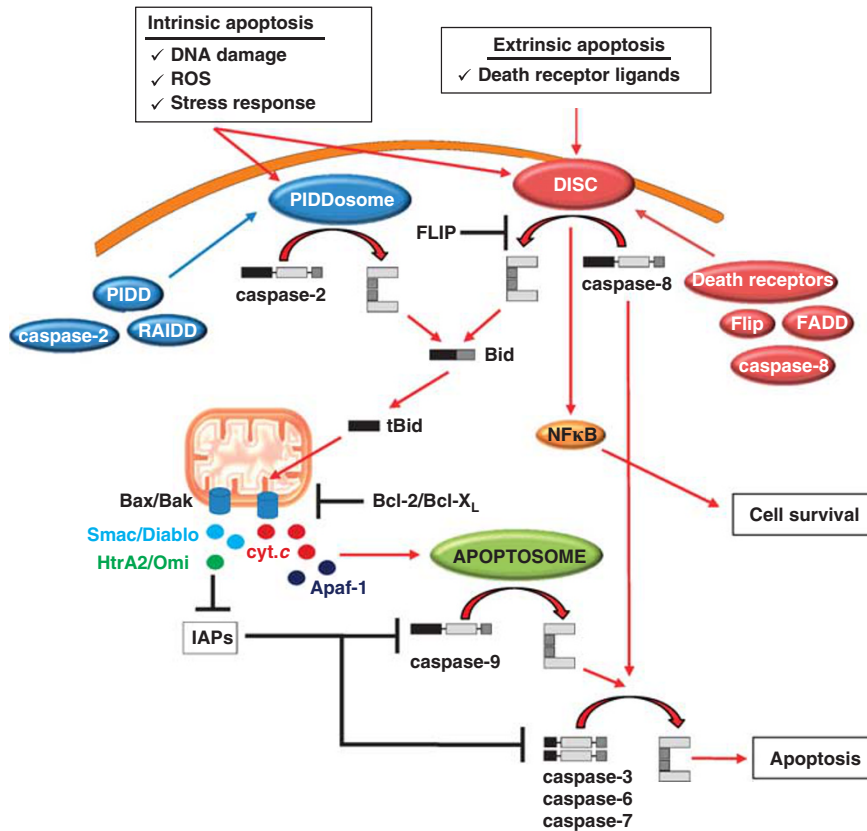 Intrinsic apoptosis
✓ DNA damage
✓ ROS
✓ Stress response
Extrinsic apoptosis
✓ Death receptor ligands
PIDDosome
DISC
FLIP
caspase-2
caspase-8
PIDD
caspase-2
RAIDD
Death receptors
Flip
FADD
caspase-8
Bid
tBid
NFκB
Bax/Bak
Bcl-2/Bcl-XL
Cell survival
Smac/Diablo
cyt.c
HtrA2/Omi
Apaf-1
APOPTOSOME
IAPs
caspase-9
caspase-3
caspase-6
caspase-7
Apoptosis